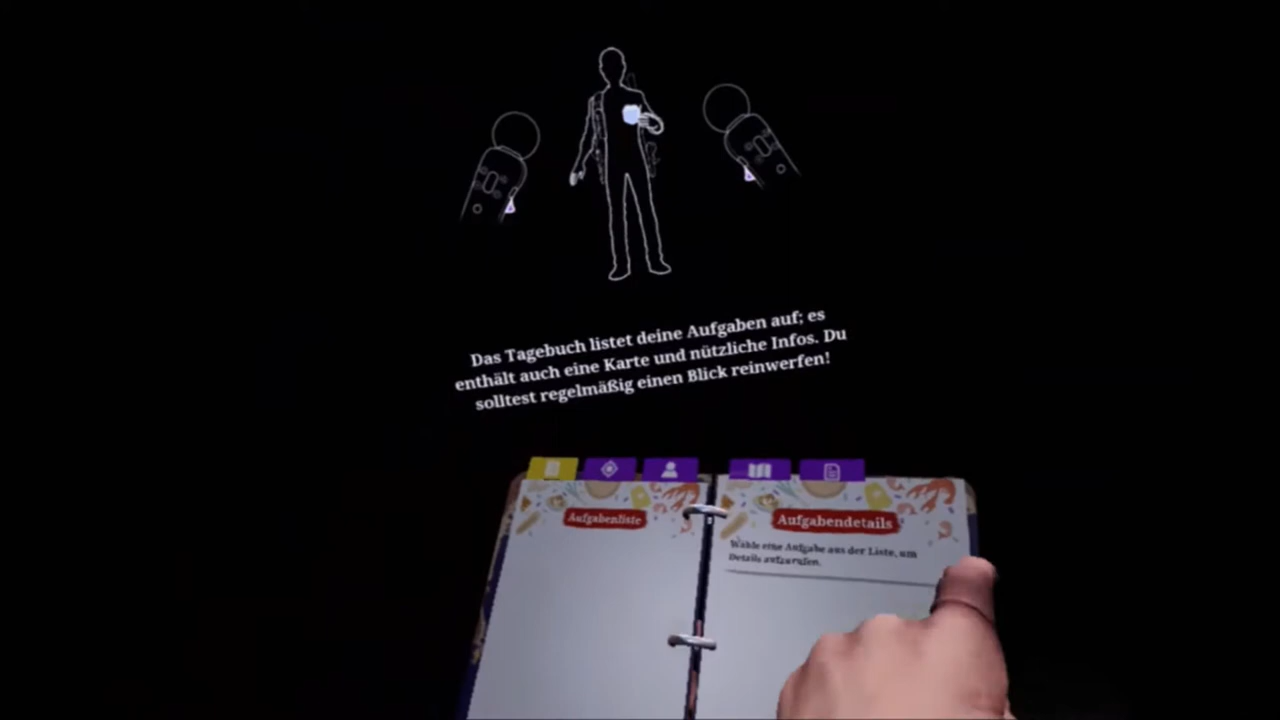 Das Tagebuch listet deine Aufgaben auf; es
enthält auch eine Karte und nützliche Infos. Du
solltest regelmäßig einen Blick reinwerfen!
Aufgabenliste
Aufgabendetails
Wähle eine Aufgabe aus der Liste, um
Details aufzurufen.